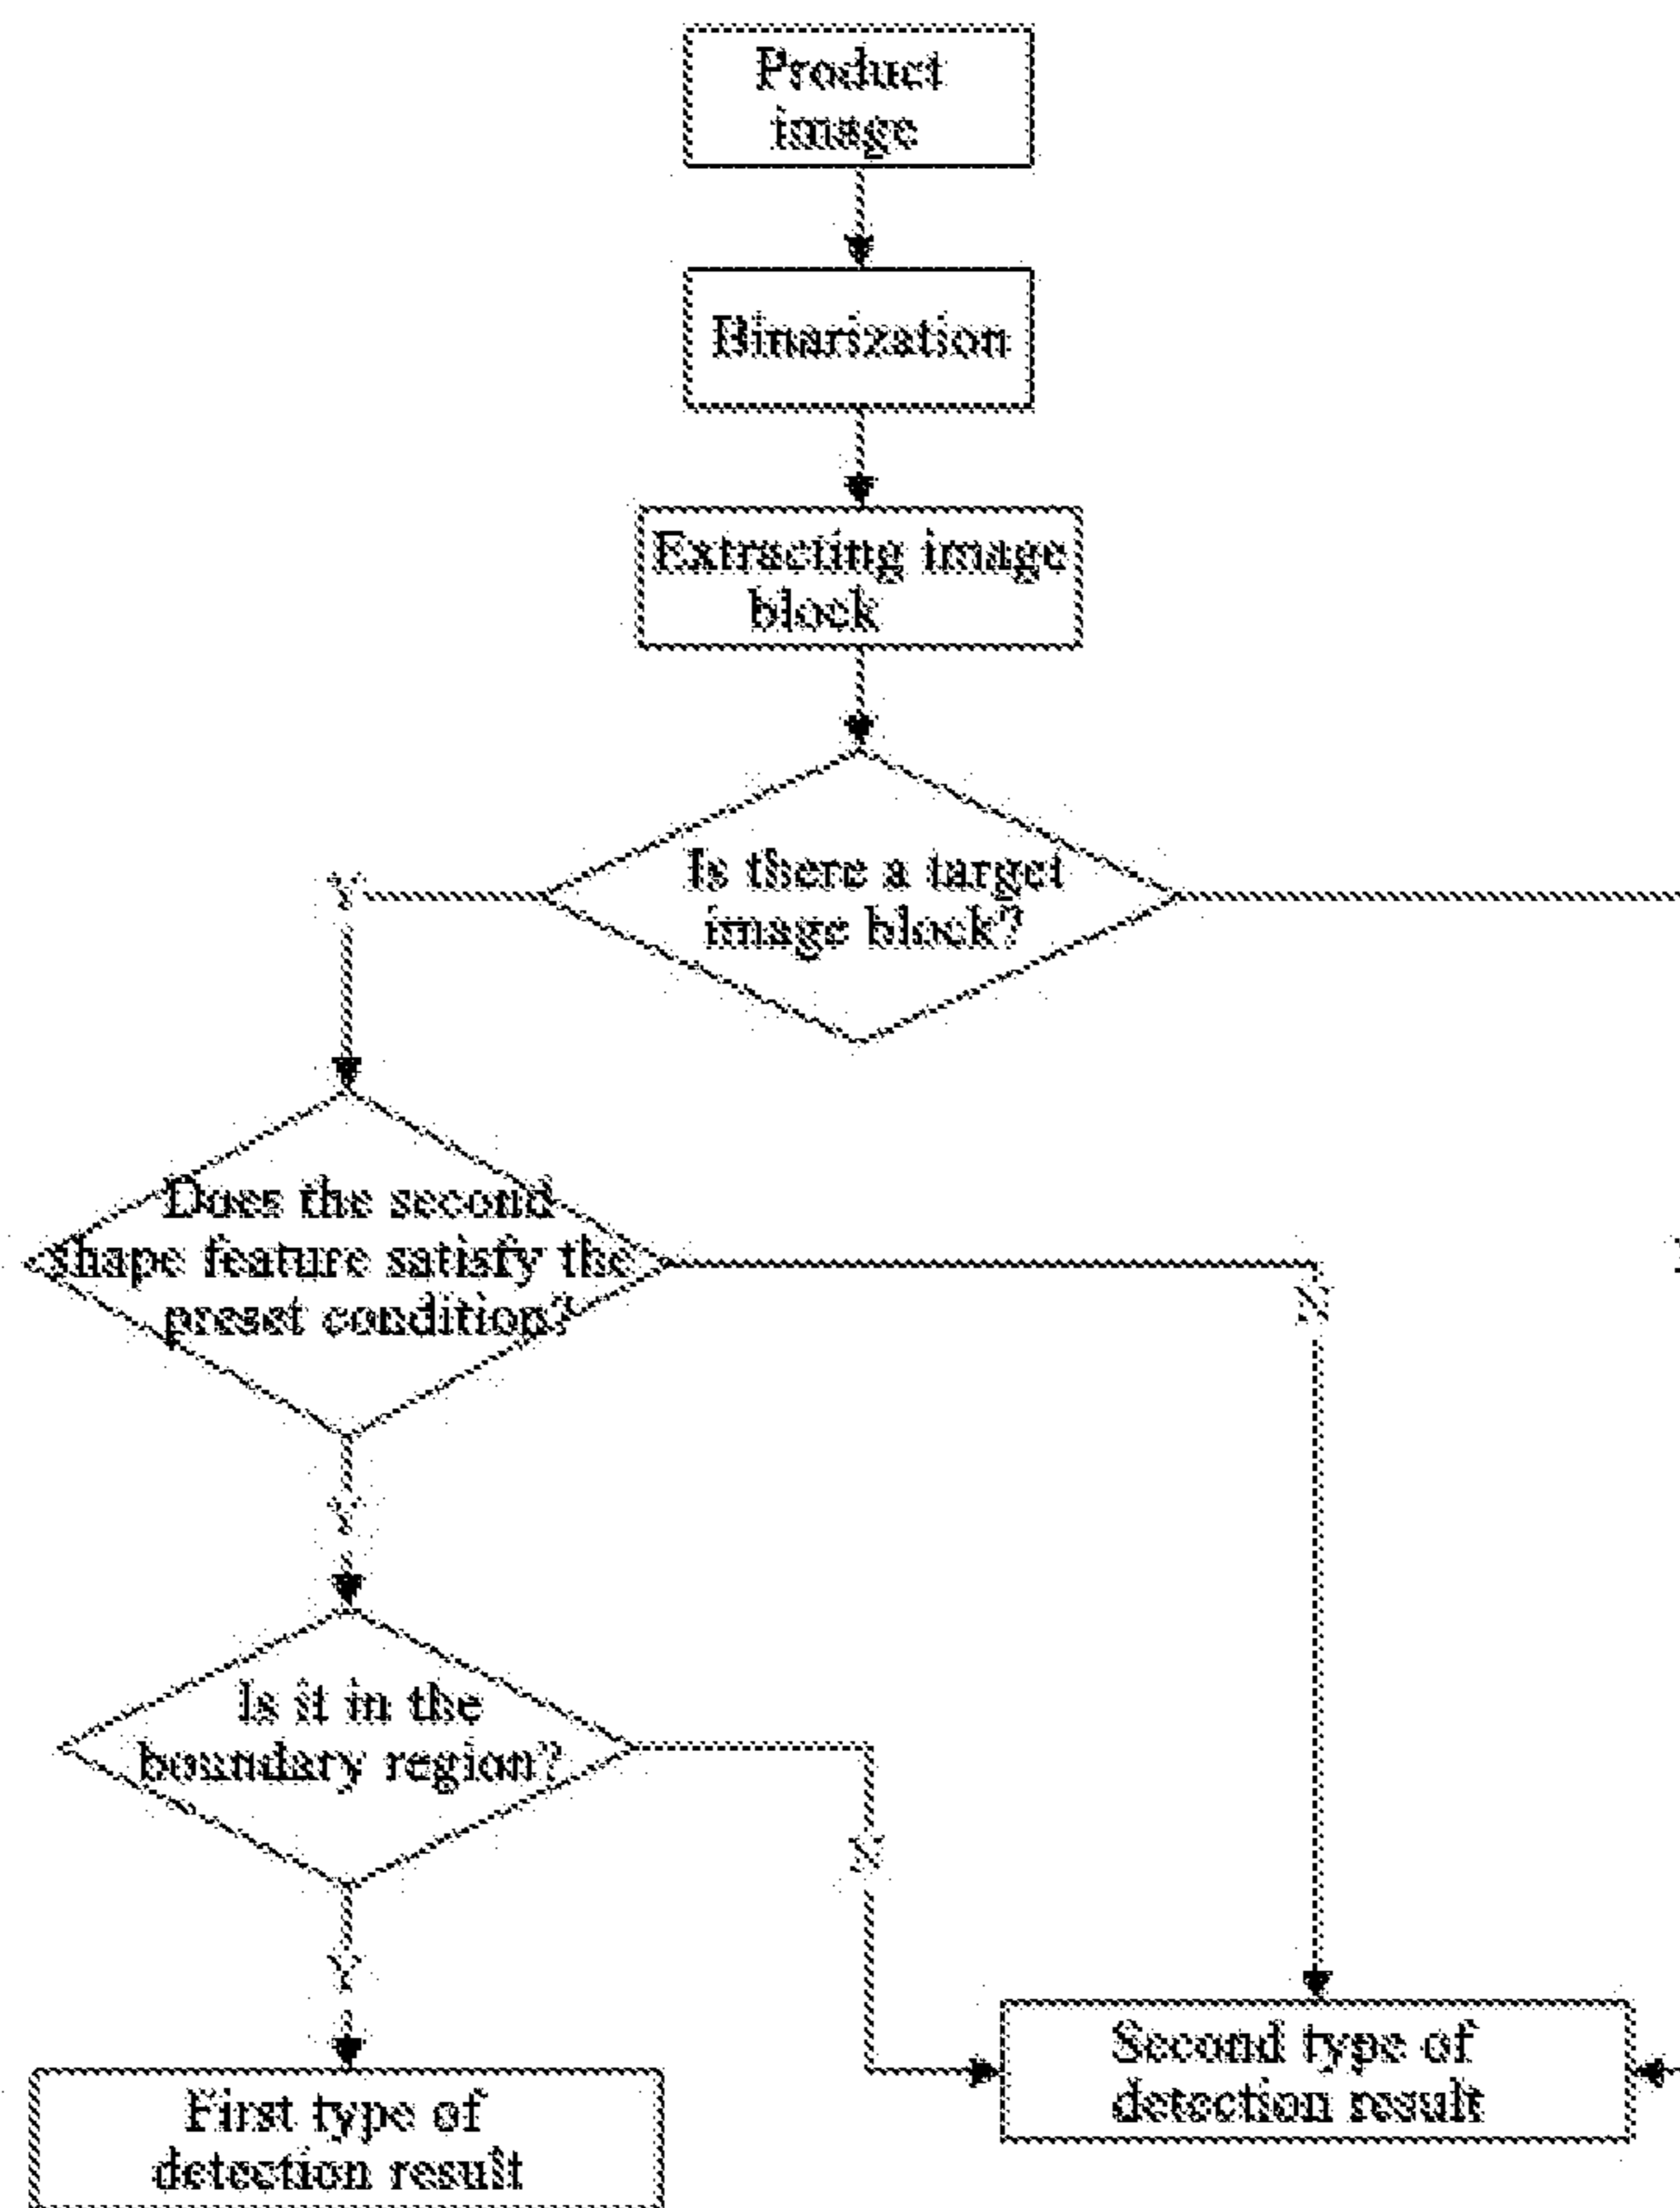 Product
image
Binarization
Extracting image
block
Is there a target
image block?
Y
Does the second
shape feature satisfy the
preset condition?
N
Y
Is it in the
boundary region?
N
Y
Second type of
detection result
First type of
detection result